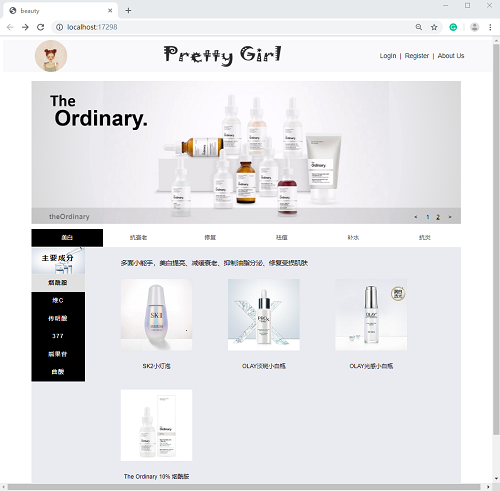 beauty
localhost:17298
Pretty Girl
LogIn | Register | About Us
The
Ordinary.
theOrdinary
< 1 2 >
美白 抗衰老 修复 祛痘 补水 抗炎
主要成分
烟酰胺
维C
传明酸
377
曲酸
多面小能手，美白提亮、减缓衰老、抑制油脂分泌、修复受损肌肤
SK-II
OLAY
SK2小灯泡 OLAY淡斑小白瓶 OLAY光感小白瓶
The Ordinary 10% 烟酰胺